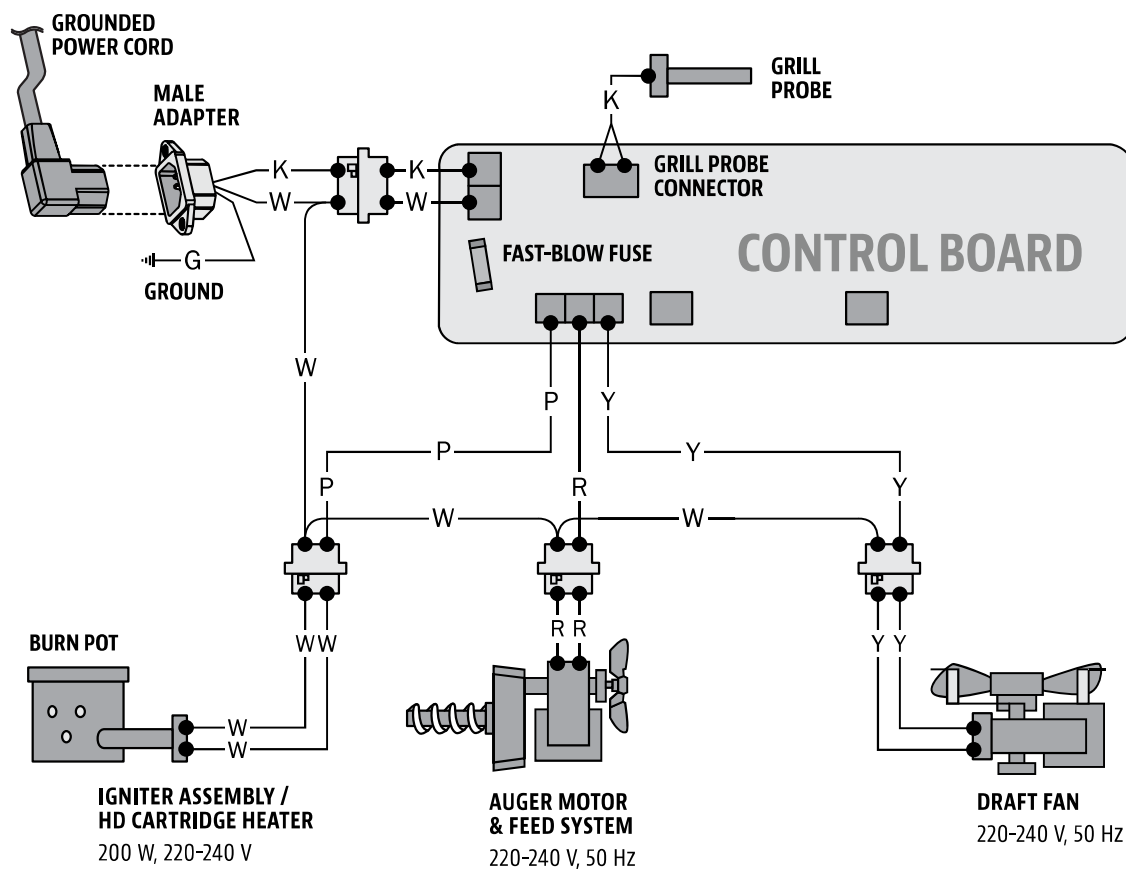 GROUNDED
POWER CORD
MALE
ADAPTER
GRILL
PROBE
K
K
K
GRILL PROBE
CONNECTOR
W
W
FAST-BLOW FUSE
CONTROL BOARD
G
GROUND
W
P
Y
P
Y
P
R
Y
W
W
BURN POT
W W
R R
Y Y
W
W
IGNITER ASSEMBLY /
HD CARTRIDGE HEATER
200 W, 220-240 V
AUGER MOTOR
& FEED SYSTEM
220-240 V, 50 Hz
DRAFT FAN
220-240 V, 50 Hz